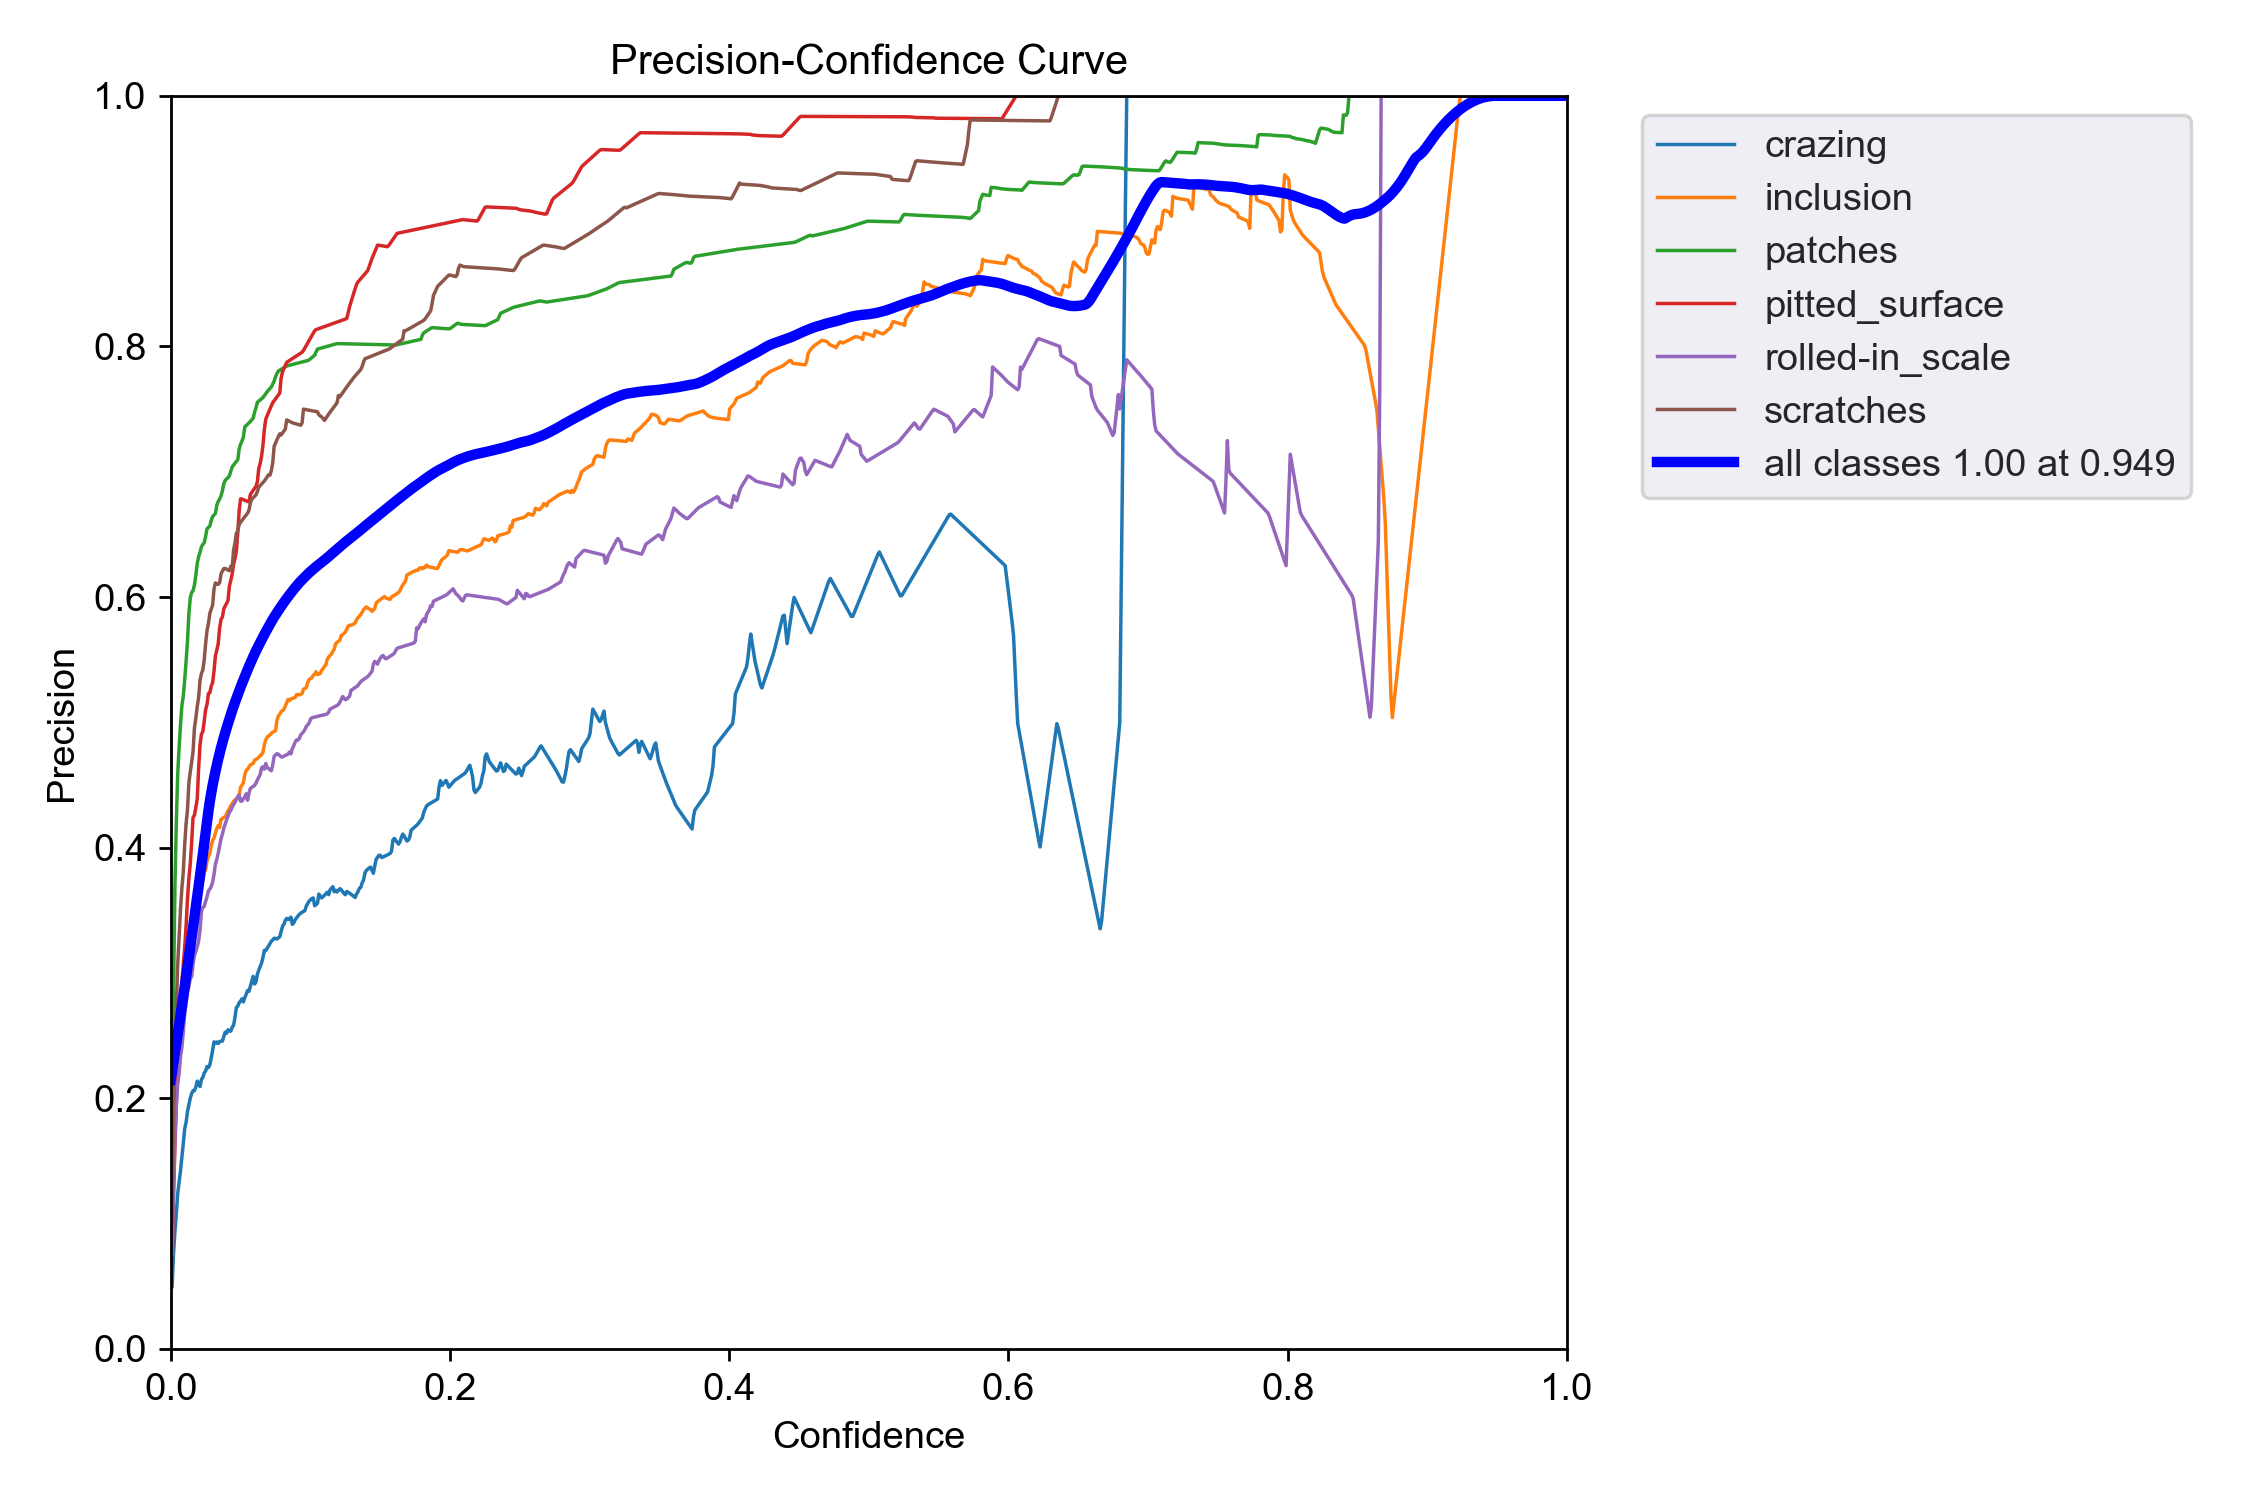 Precision-Confidence Curve
1.0
0.8
0.6
0.4
0.2
0.0
Precision
0.0 0.2 0.4 0.6 0.8 1.0
Confidence
crazing
inclusion
patches
pitted_surface
rolled-in_scale
scratches
all classes 1.00 at 0.949